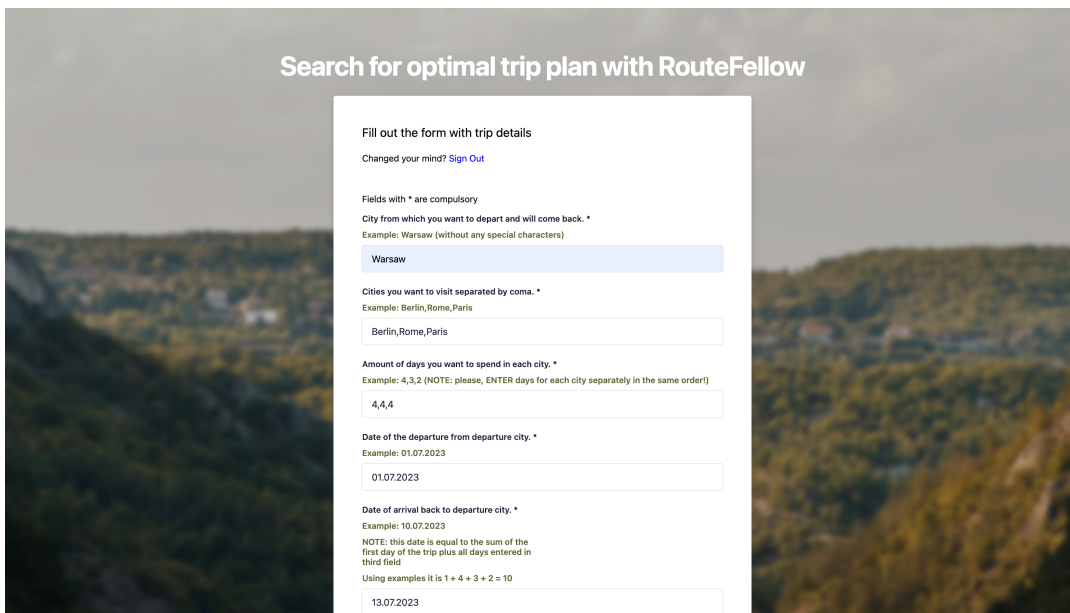 Search for optimal trip plan with RouteFellow
Fill out the form with trip details
Changed your mind? Sign Out
Fields with * are compulsory
City from which you want to depart and will come back. *
Example: Warsaw (without any special characters)
Warsaw
Cities you want to visit separated by coma. *
Example: Berlin,Rome,Paris
Berlin,Rome,Paris
Amount of days you want to spend in each city. *
Example: 4,3,2 (NOTE: please, ENTER days for each city separately in the same order!)
4,4,4
Date of the departure from departure city. *
Example: 01.07.2023
01.07.2023
Date of arrival back to departure city. *
Example: 10.07.2023
NOTE: this date is equal to the sum of the
first day of the trip plus all days entered in
third field
Using examples it is 1 + 4 + 3 + 2 = 10
13.07.2023